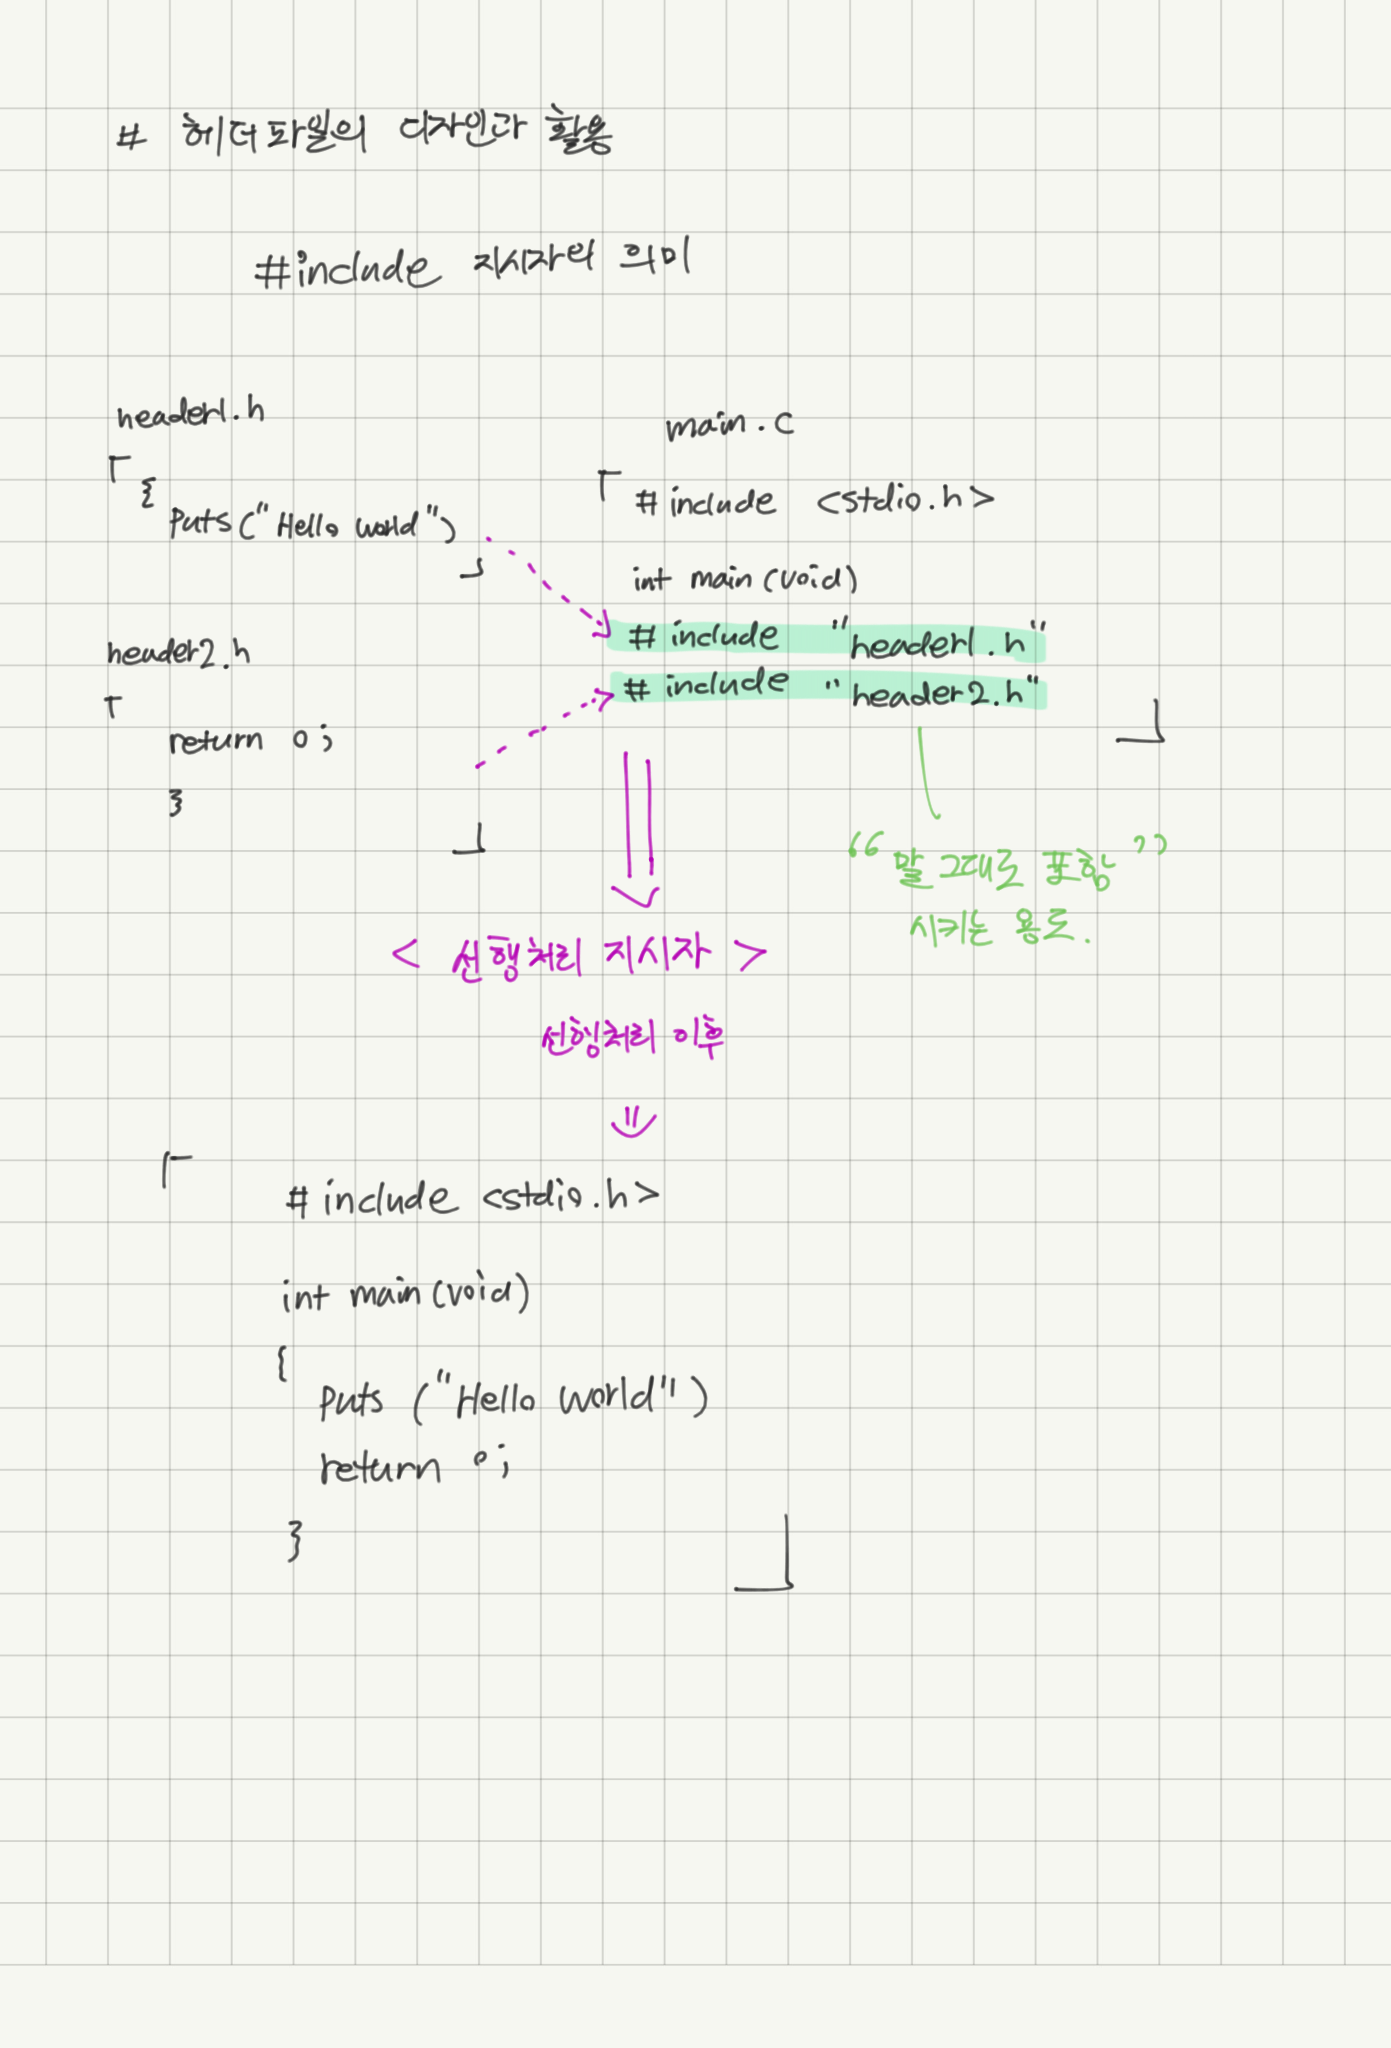 # 헤더파일의 디자인과 활용
#include 지시자의 의미
header1.h
{
puts("Hello world")
header2.h
return 0;
}
main.c
#include <stdio.h>
int main(void)
#include "header1.h"
#include "header2.h"
"말 그대로 포함"
시키는 용도.
< 선행처리 지시자 >
선행처리 이후
#include <stdio.h>
int main(void)
{
puts ("Hello world")
return 0;
}